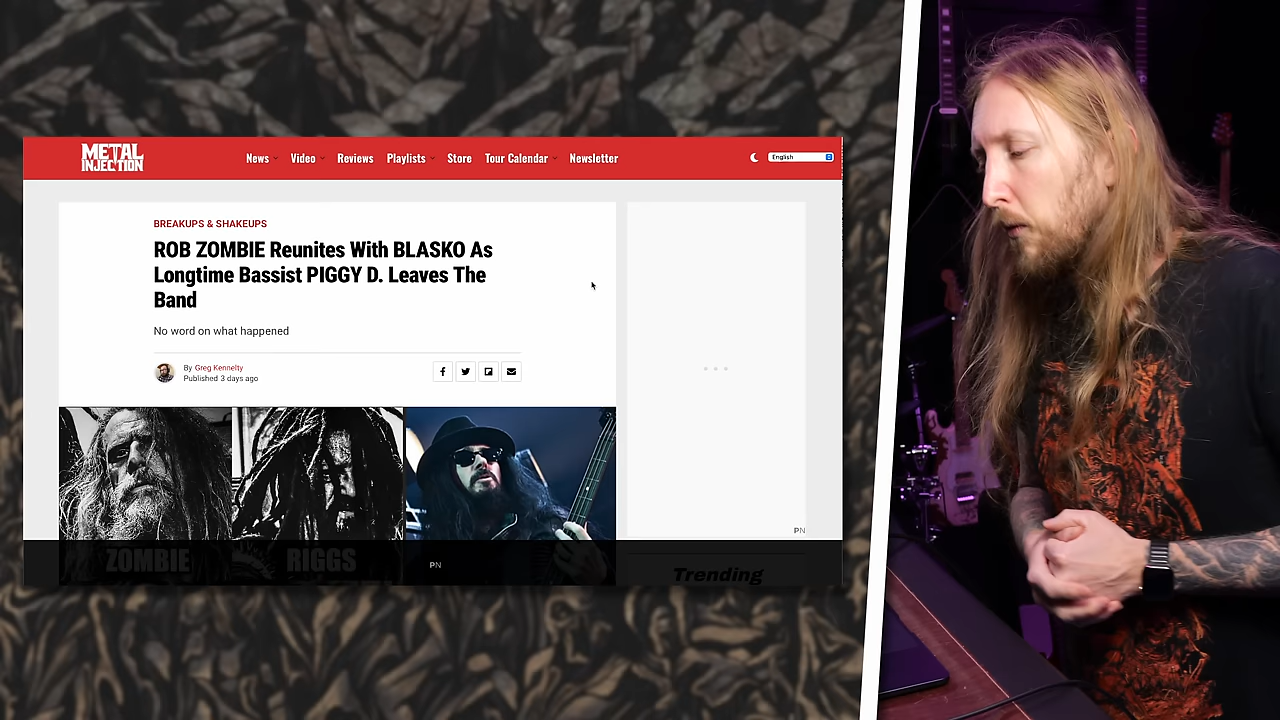 METAL
INJECTION
News
Video
Reviews
Playlists
Store
Tour Calendar
Newsletter
English
BREAKUPS & SHAKEUPS
ROB ZOMBIE Reunites With BLASKO As
Longtime Bassist PIGGY D. Leaves The
Band
No word on what happened
By Greg Kennelty
Published 3 days ago
PN
ZOMBIE
RIGGS
PN
Trending